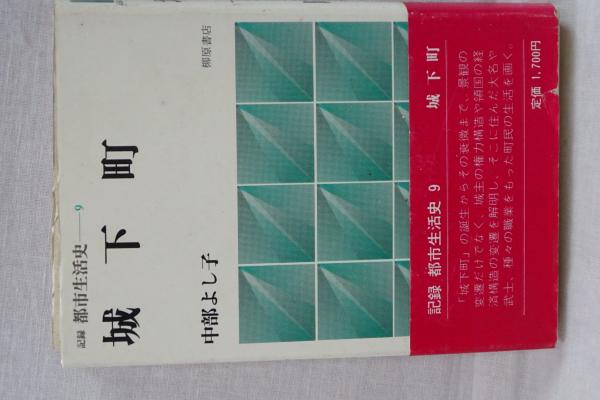 記録 都市生活史──9
城下町
中部よし子
柳原書店
記録 都市生活史 9
城下町
「城下町」の誕生からその衰微まで、景観の
変遷だけでなく、城主の権力構造や領国の経
済構造の変遷を解明し、そこに住んだ大名や
武士、種々の職業をもった町民の生活を画く。
定価 1,700円